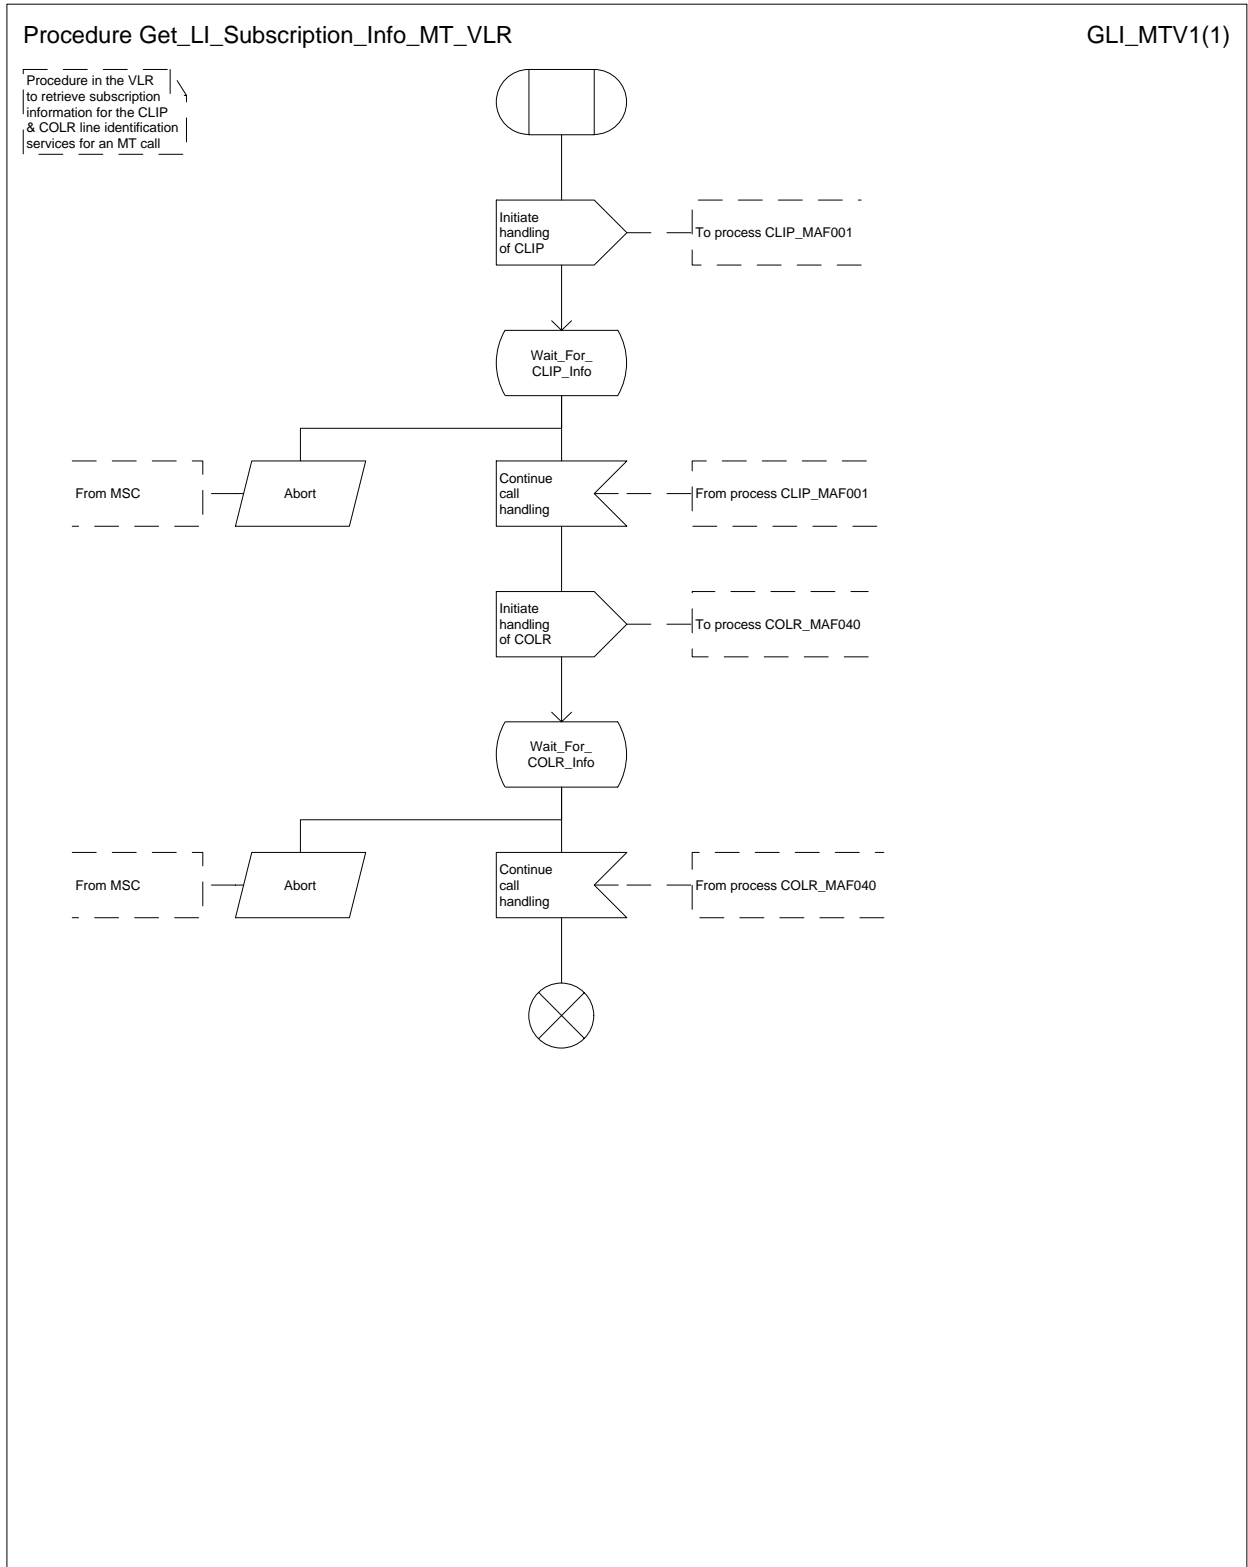 Procedure Get_LI_Subscription_Info_MT_VLR
GLI_MTV1(1)
Procedure in the VLR
to retrieve subscription
information for the CLIP
& COLR line identification
services for an MT call
Initiate
handling
of CLIP
To process CLIP_MAF001
Wait_For_
CLIP_Info
From MSC
Abort
Continue
call
handling
From process CLIP_MAF001
Initiate
handling
of COLR
To process COLR_MAF040
Wait_For_
COLR_Info
From MSC
Abort
Continue
call
handling
From process COLR_MAF040